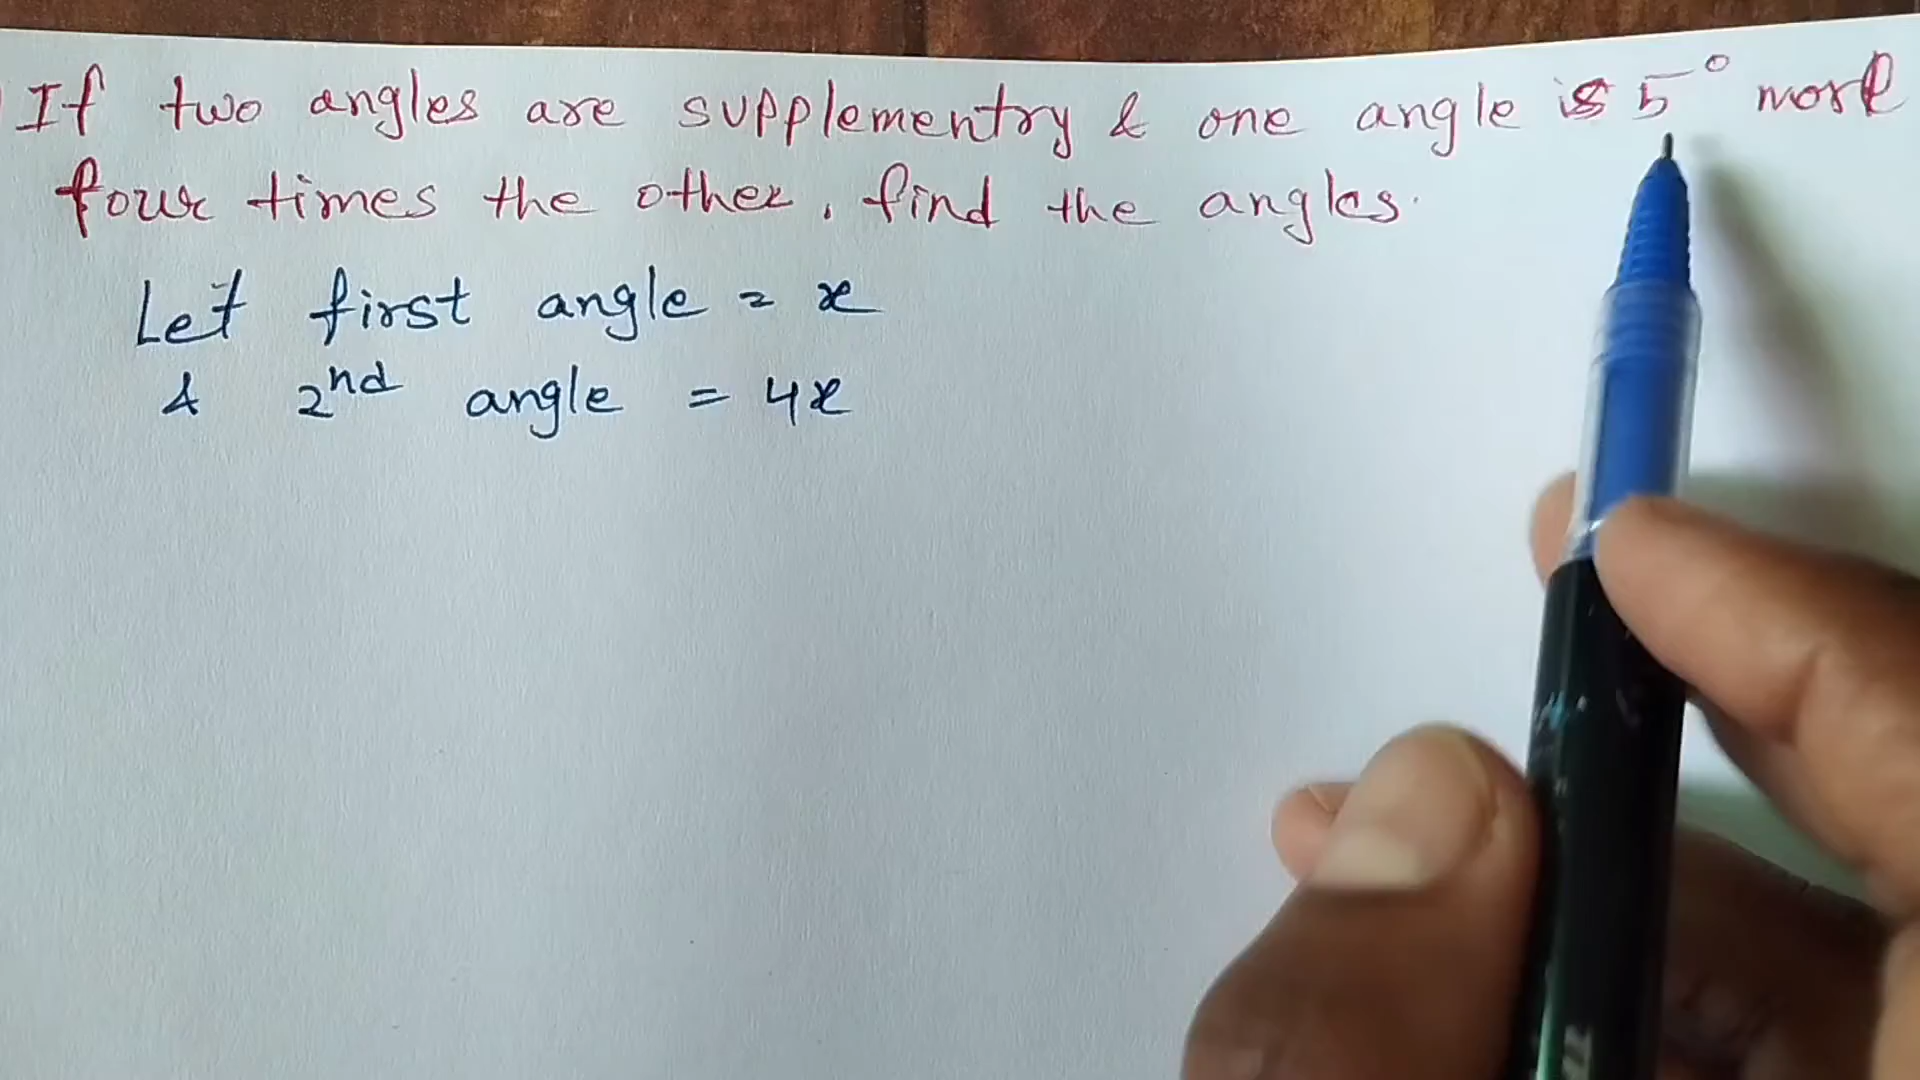 If two angles are supplementry & one angle is 5° more
four times the other, find the angles.
Let first angle = x
& 2nd angle = 4x